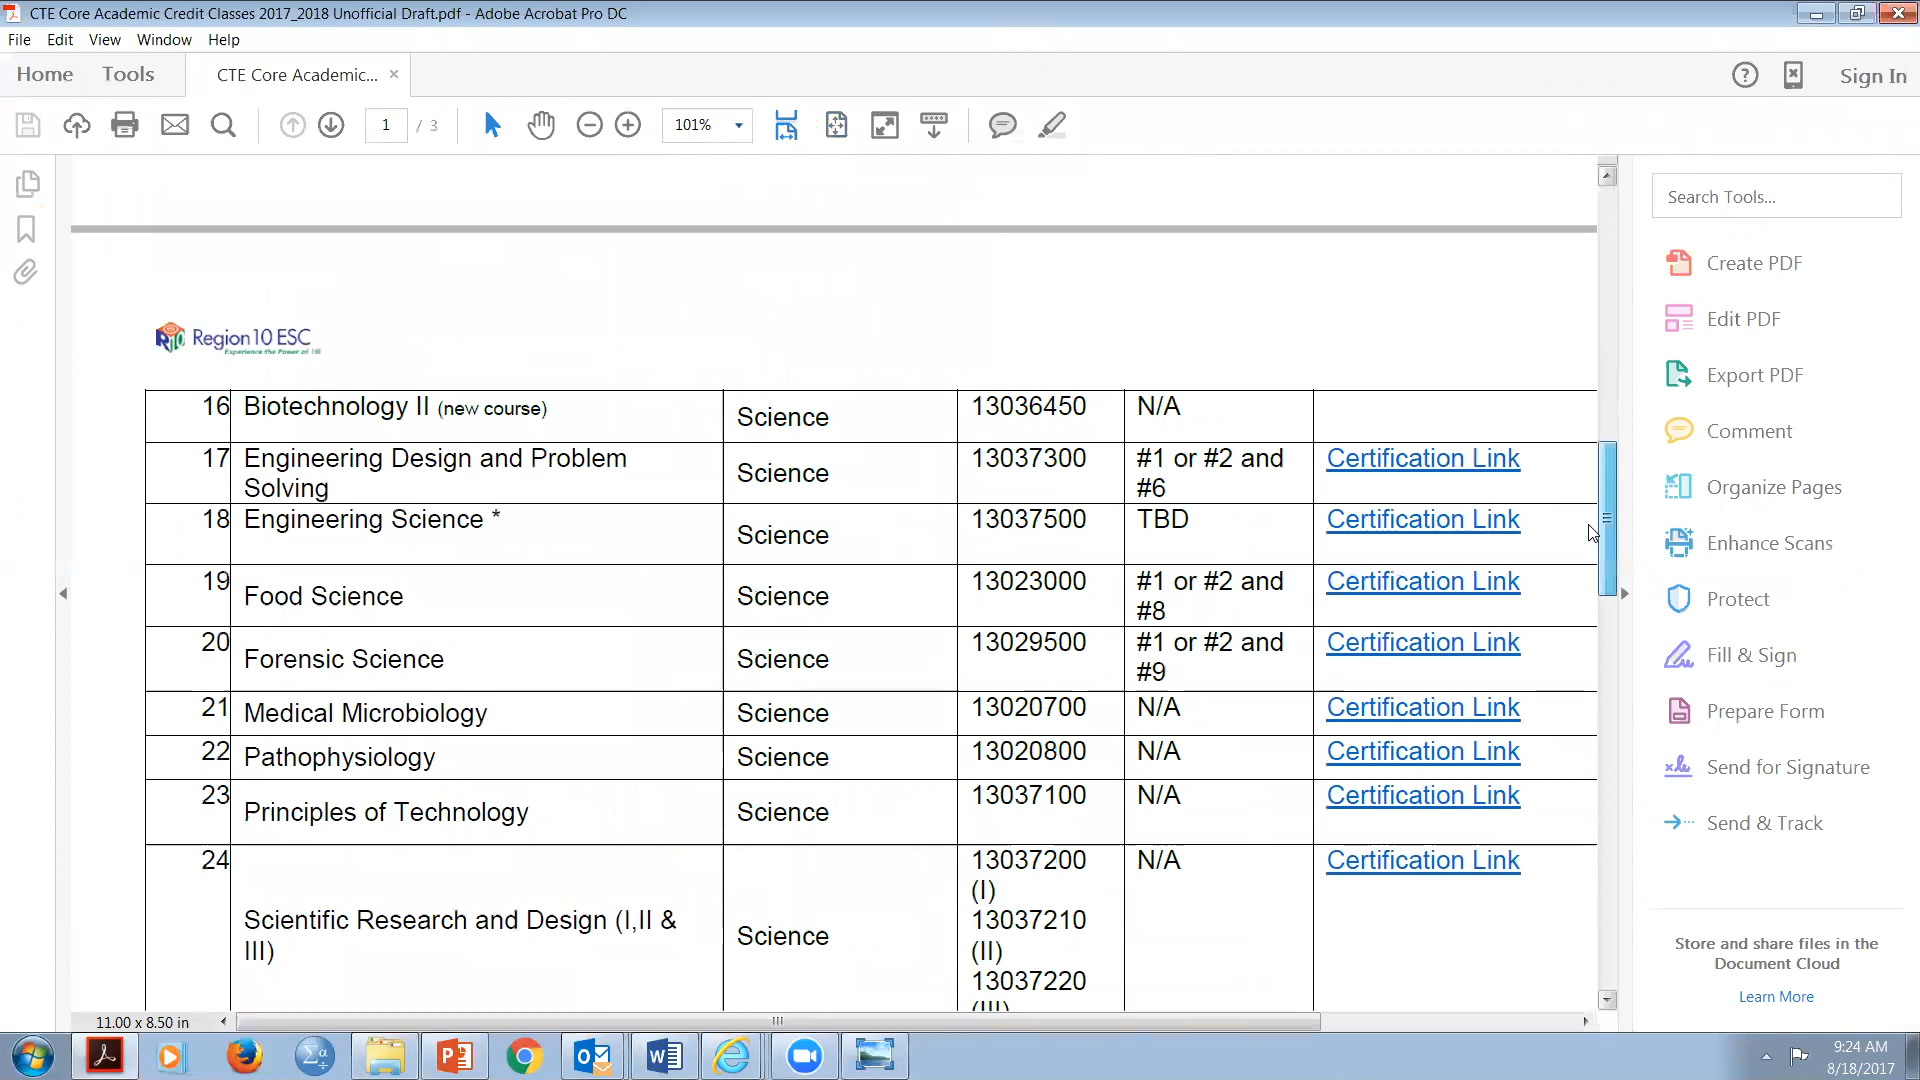 CTE Core Academic Credit Classes 2017_2018 Unofficial Draft.pdf - Adobe Acrobat Pro DC
File Edit View Window Help
Home Tools CTE Core Academic... × Sign In
1 / 3 101%
Search Tools...
Create PDF
Edit PDF
Export PDF
Comment
Organize Pages
Enhance Scans
Protect
Fill & Sign
Prepare Form
Send for Signature
Send & Track
Store and share files in the
Document Cloud
Learn More
Region10 ESC
Experience the Power of 10!
16 Biotechnology II (new course) Science 13036450 N/A
17 Engineering Design and Problem Solving Science 13037300 #1 or #2 and #6 Certification Link
18 Engineering Science * Science 13037500 TBD Certification Link
19 Food Science Science 13023000 #1 or #2 and #8 Certification Link
20 Forensic Science Science 13029500 #1 or #2 and #9 Certification Link
21 Medical Microbiology Science 13020700 N/A Certification Link
22 Pathophysiology Science 13020800 N/A Certification Link
23 Principles of Technology Science 13037100 N/A Certification Link
24 Scientific Research and Design (I,II & III) Science 13037200 (I) 13037210 (II) 13037220 (III) N/A Certification Link
11.00 x 8.50 in
9:24 AM
8/18/2017